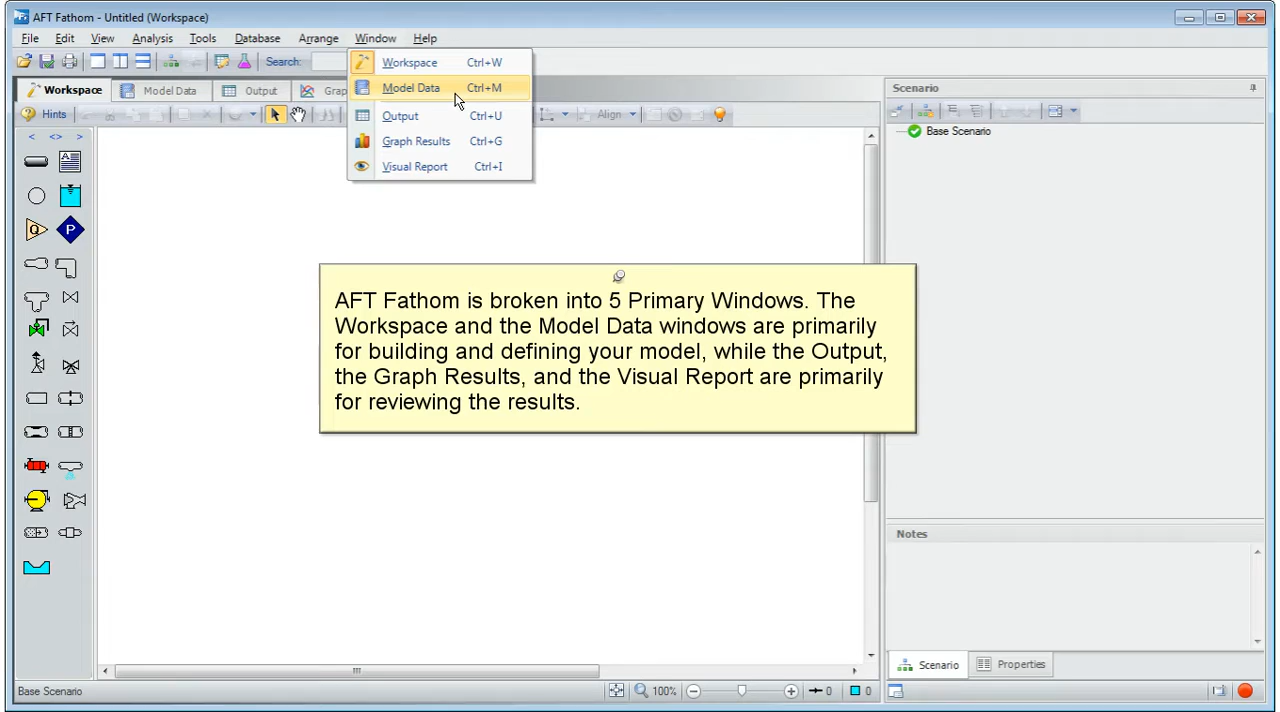 AFT Fathom - Untitled (Workspace)
File Edit View Analysis Tools Database Arrange Window Help
Search:
Workspace Ctrl+W
Model Data Ctrl+M
Output Ctrl+U
Graph Results Ctrl+G
Visual Report Ctrl+I
Workspace Model Data Output Grap
Hints
Align
Scenario
Base Scenario
A
Q
P
AFT Fathom is broken into 5 Primary Windows. The
Workspace and the Model Data windows are primarily
for building and defining your model, while the Output,
the Graph Results, and the Visual Report are primarily
for reviewing the results.
Notes
Scenario Properties
Base Scenario 100% 0 0